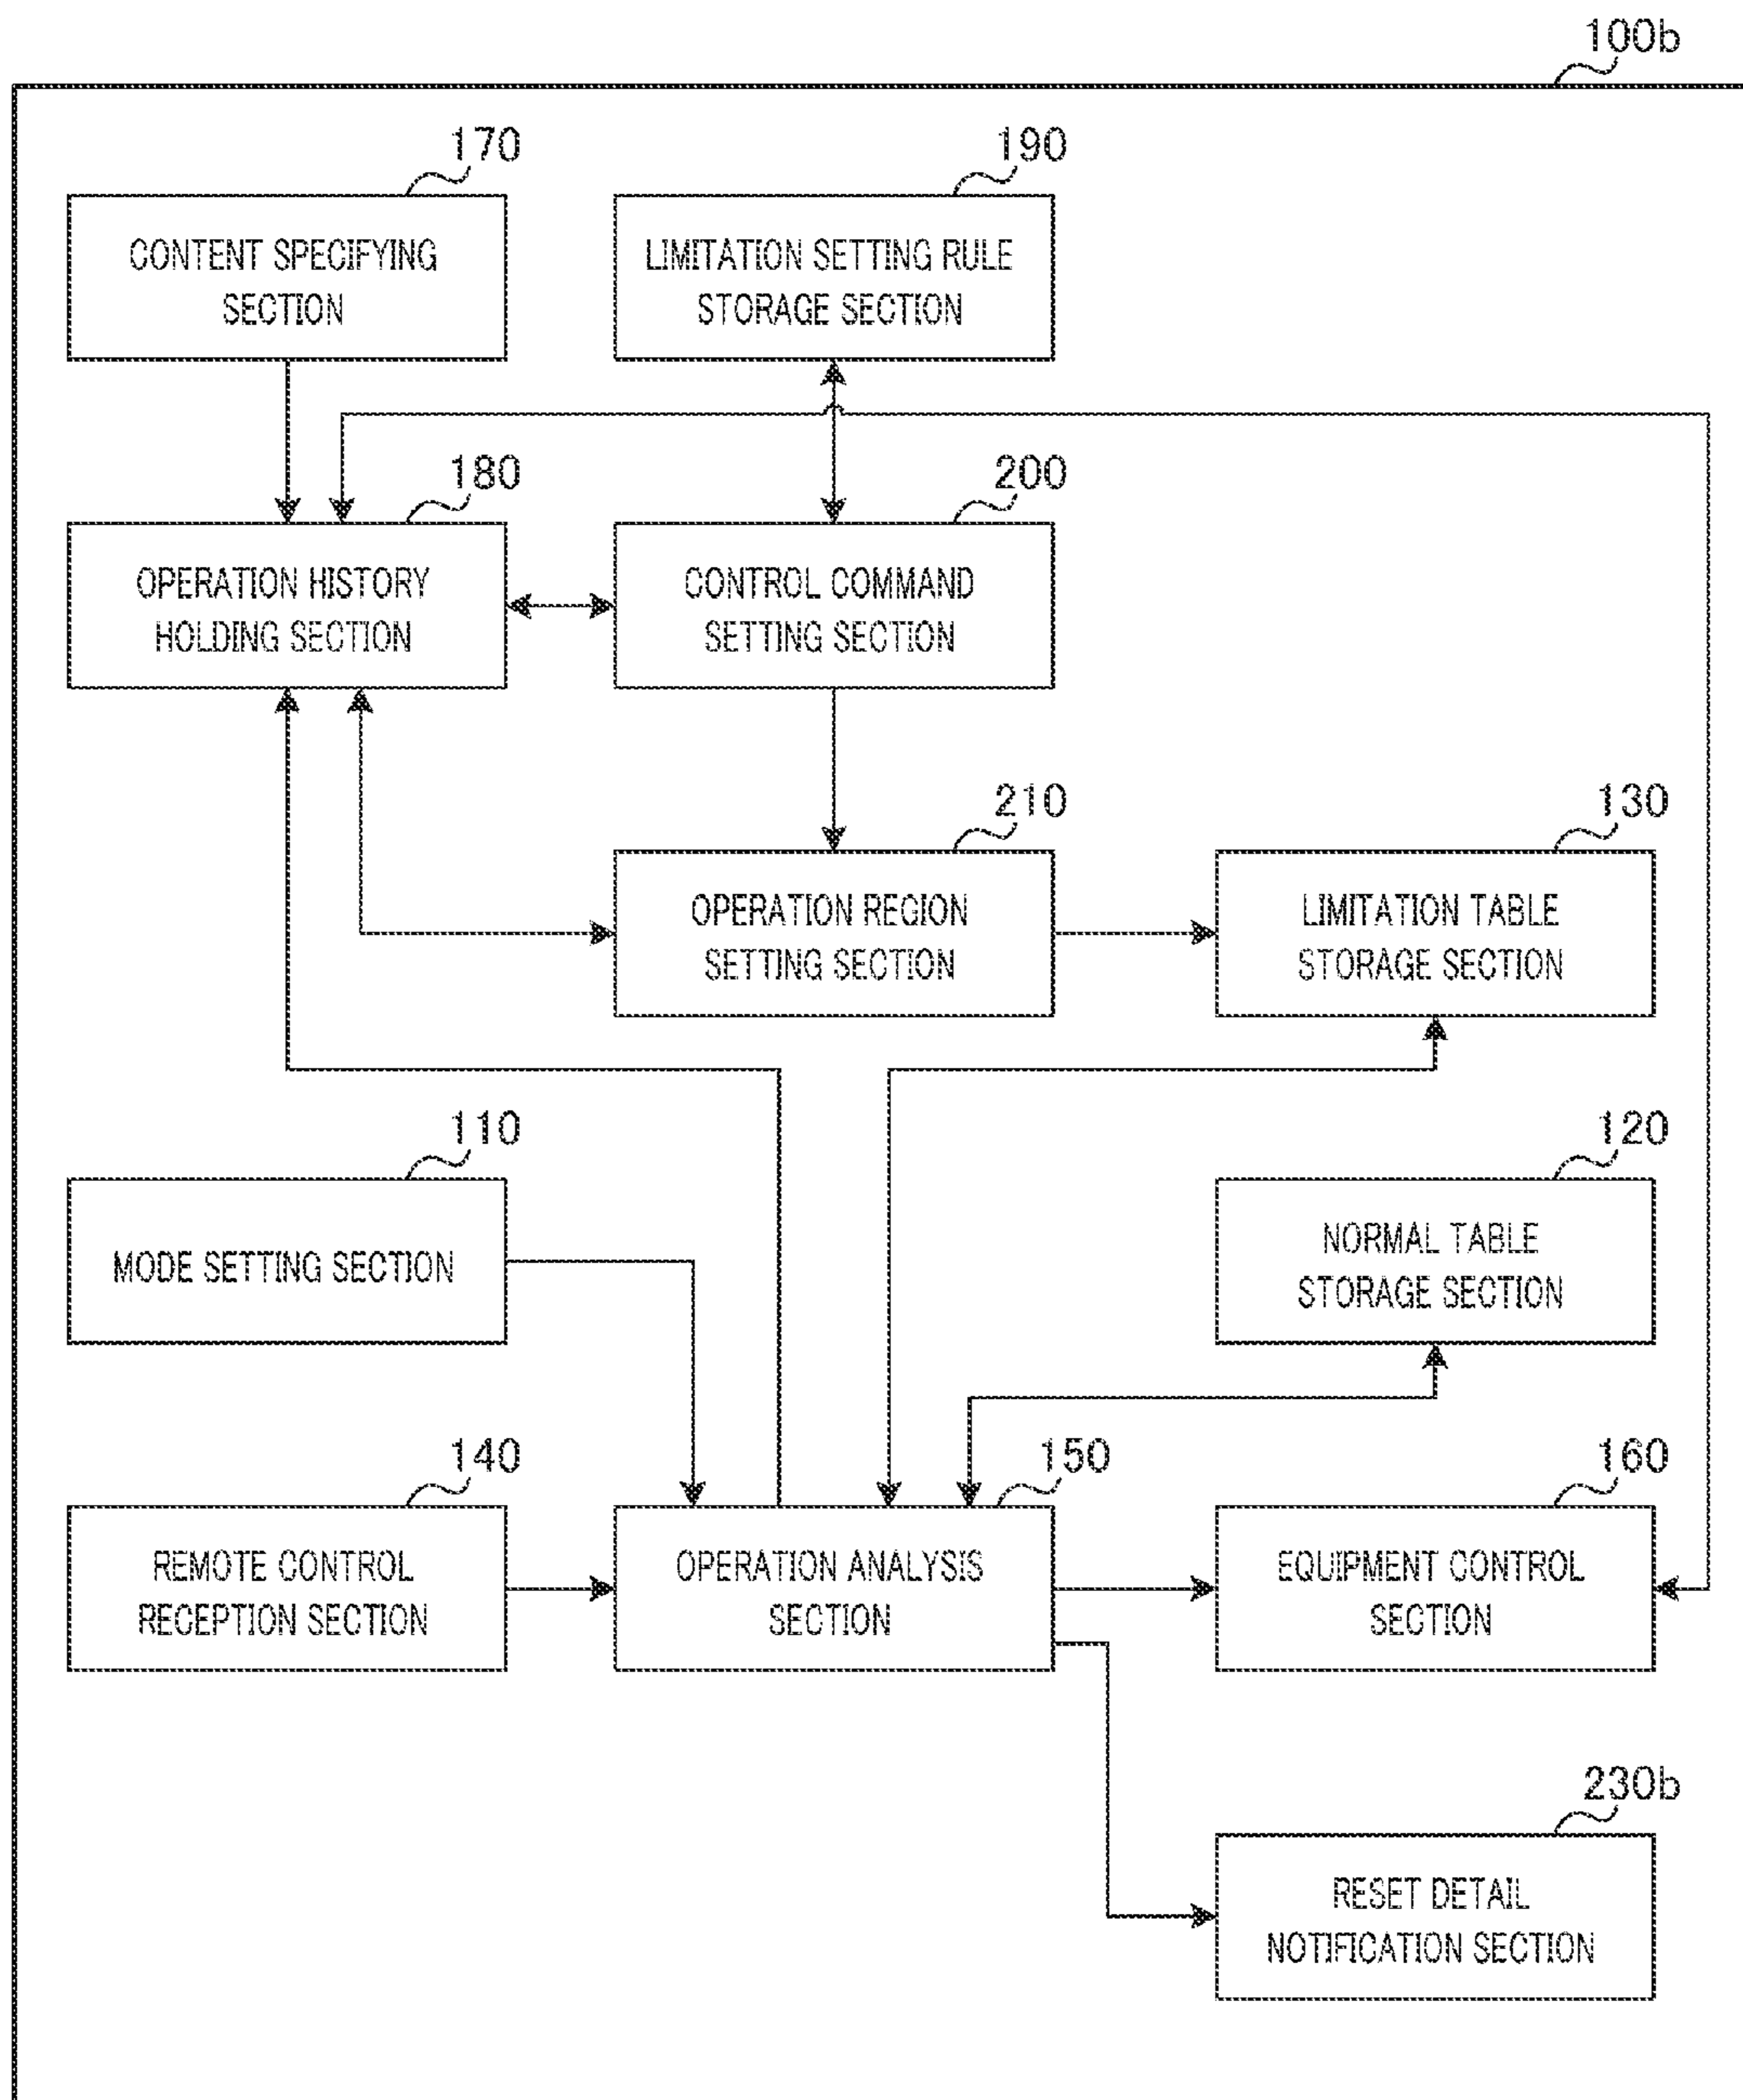 100b
170
CONTENT SPECIFYING
SECTION
190
LIMITATION SETTING RULE
STORAGE SECTION
180
OPERATION HISTORY
HOLDING SECTION
200
CONTROL COMMAND
SETTING SECTION
210
OPERATION REGION
SETTING SECTION
130
LIMITATION TABLE
STORAGE SECTION
110
MODE SETTING SECTION
120
NORMAL TABLE
STORAGE SECTION
140
REMOTE CONTROL
RECEPTION SECTION
150
OPERATION ANALYSIS
SECTION
160
EQUIPMENT CONTROL
SECTION
230b
RESET DETAIL
NOTIFICATION SECTION